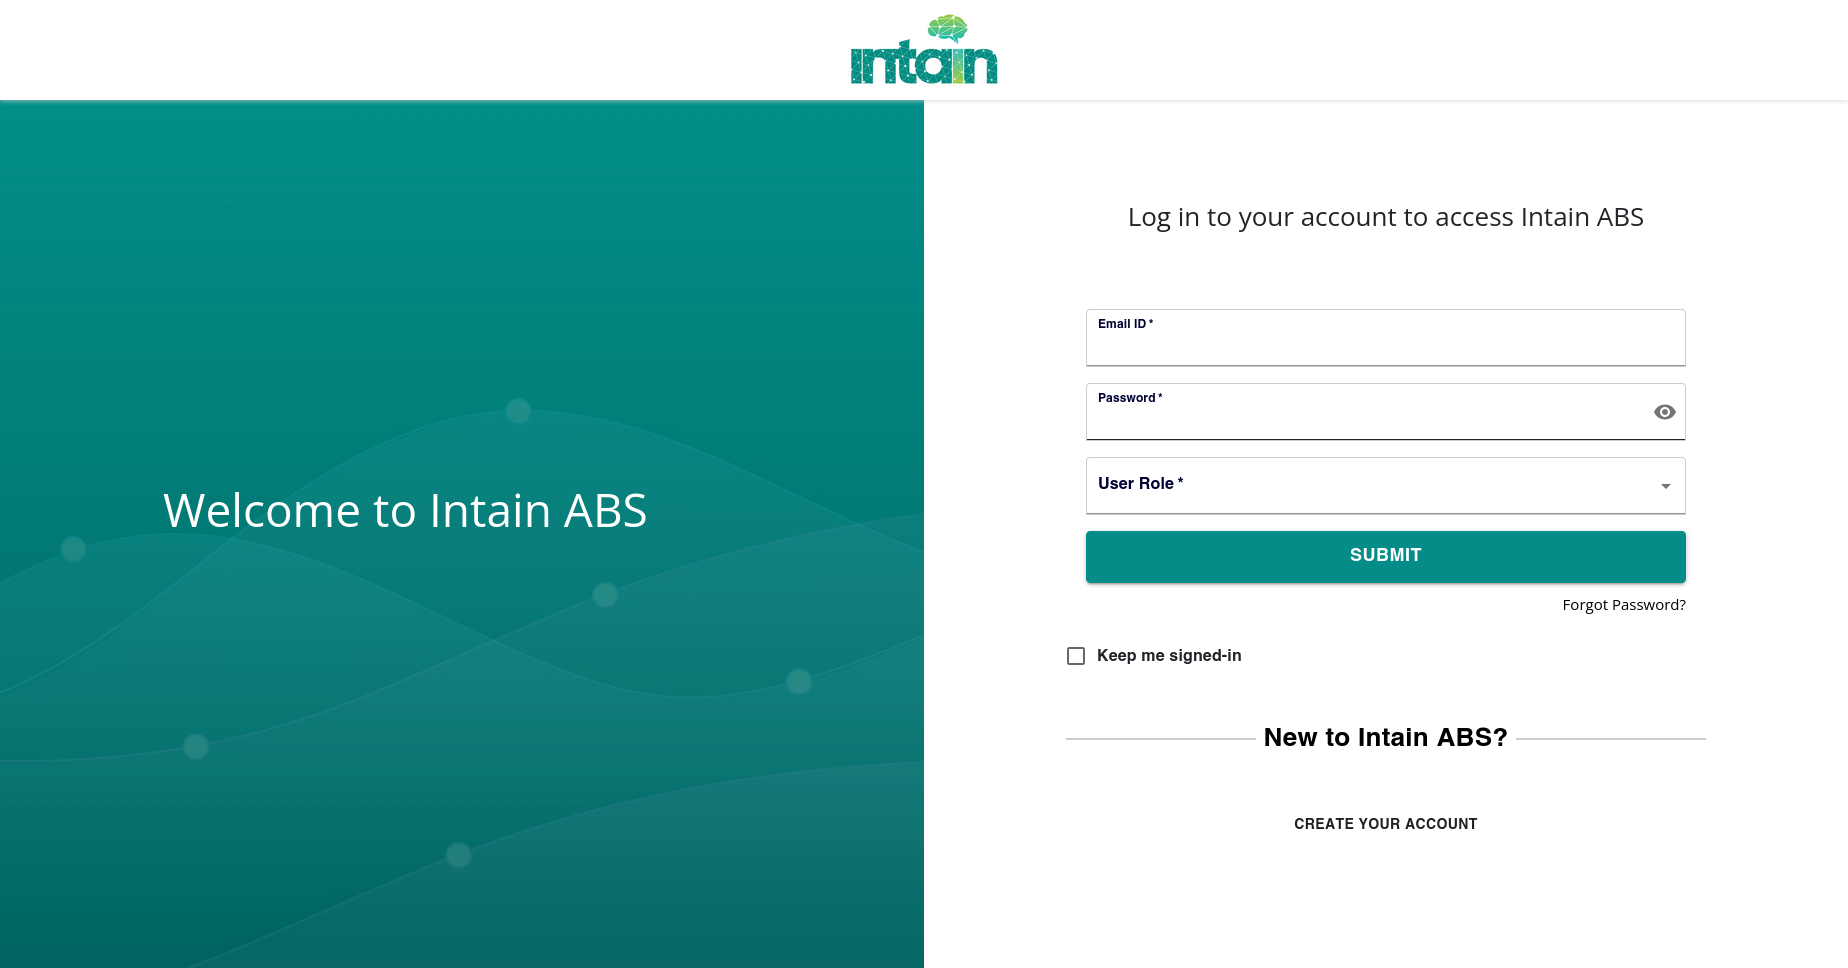 intain
Log in to your account to access Intain ABS
Email ID *
Password *
Welcome to Intain ABS
User Role *
SUBMIT
Forgot Password?
Keep me signed-in
New to Intain ABS?
CREATE YOUR ACCOUNT